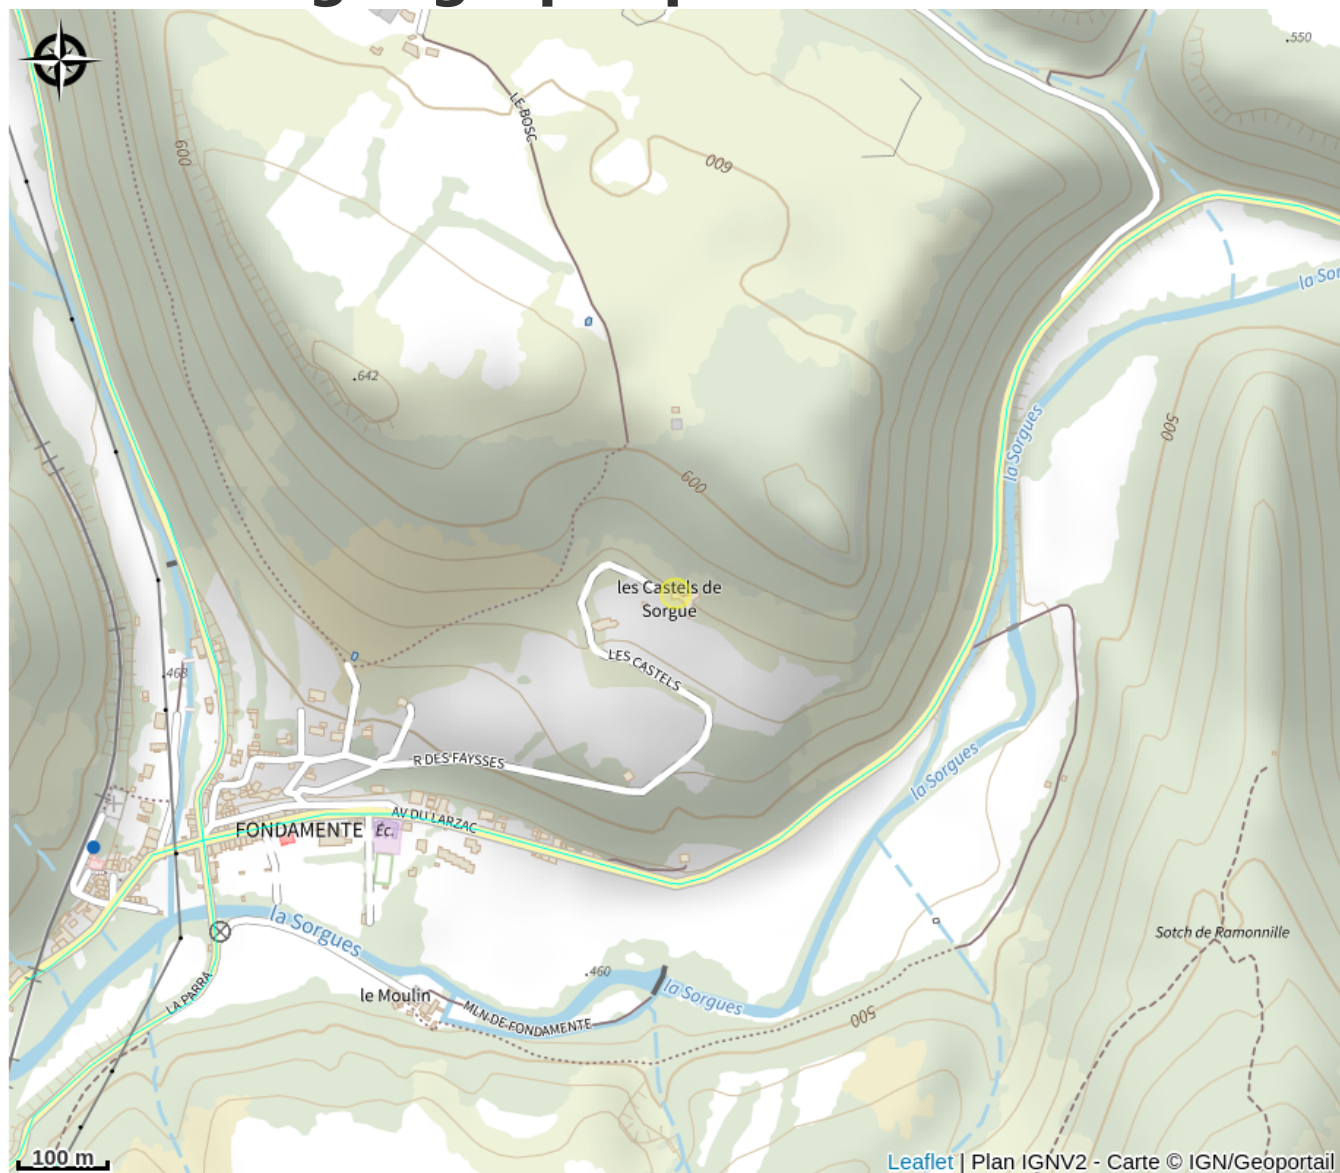 .550
LE BOSC
600
600
la Sor
.642
500
la Sorgues
600
les Castels de
Sorgue
LES CASTELS
.468
R DES FAYSSES
la Sorgues
AV DU LARZAC
FONDAMENTE
Éc.
la Sorgues
Sotch de Ramonnille
.460
la Sorgues
LA PARRA
le Moulin
MLN DE FONDAMENTE
500
100 m
Leaflet | Plan IGNV2 - Carte © IGN/Geoportail